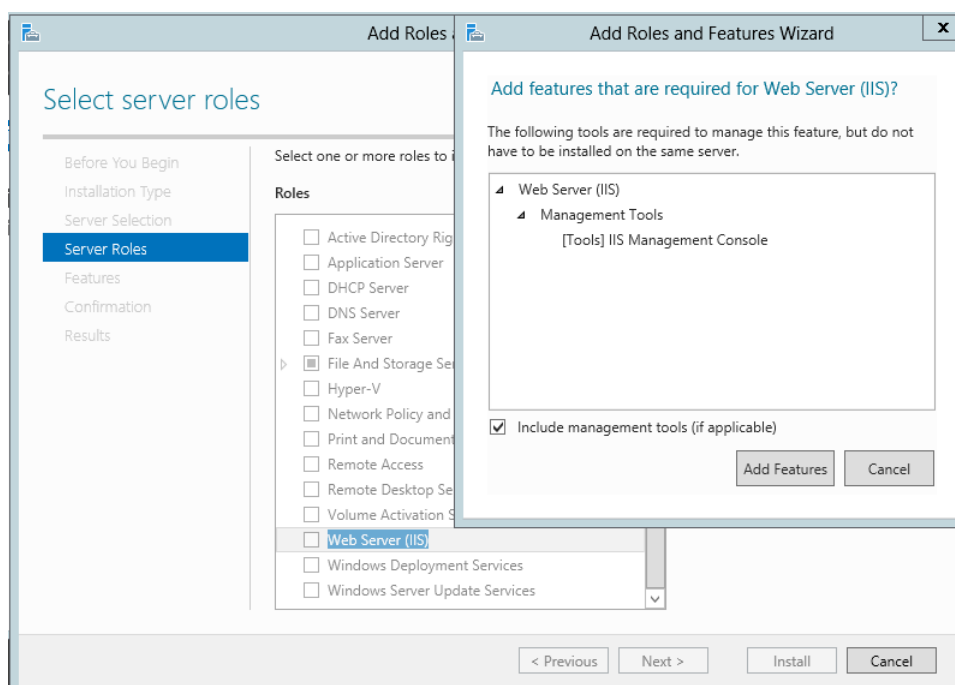 Add Roles
Add Roles and Features Wizard
x
Select server roles
Before You Begin
Installation Type
Server Selection
Server Roles
Features
Confirmation
Results
Select one or more roles to
Roles
Active Directory
Application Server
DHCP Server
DNS Server
Fax Server
File And Storage
Hyper-V
Network Policy and
Print and Document
Remote Access
Remote Desktop
Volume Activation
Web Server (IIS)
Windows Deployment Services
Windows Server Update Services
Add features that are required for Web Server (IIS)?
The following tools are required to manage this feature, but do not
have to be installed on the same server.
Web Server (IIS)
Management Tools
[Tools] IIS Management Console
Include management tools (if applicable)
Add Features
Cancel
< Previous
Next >
Install
Cancel